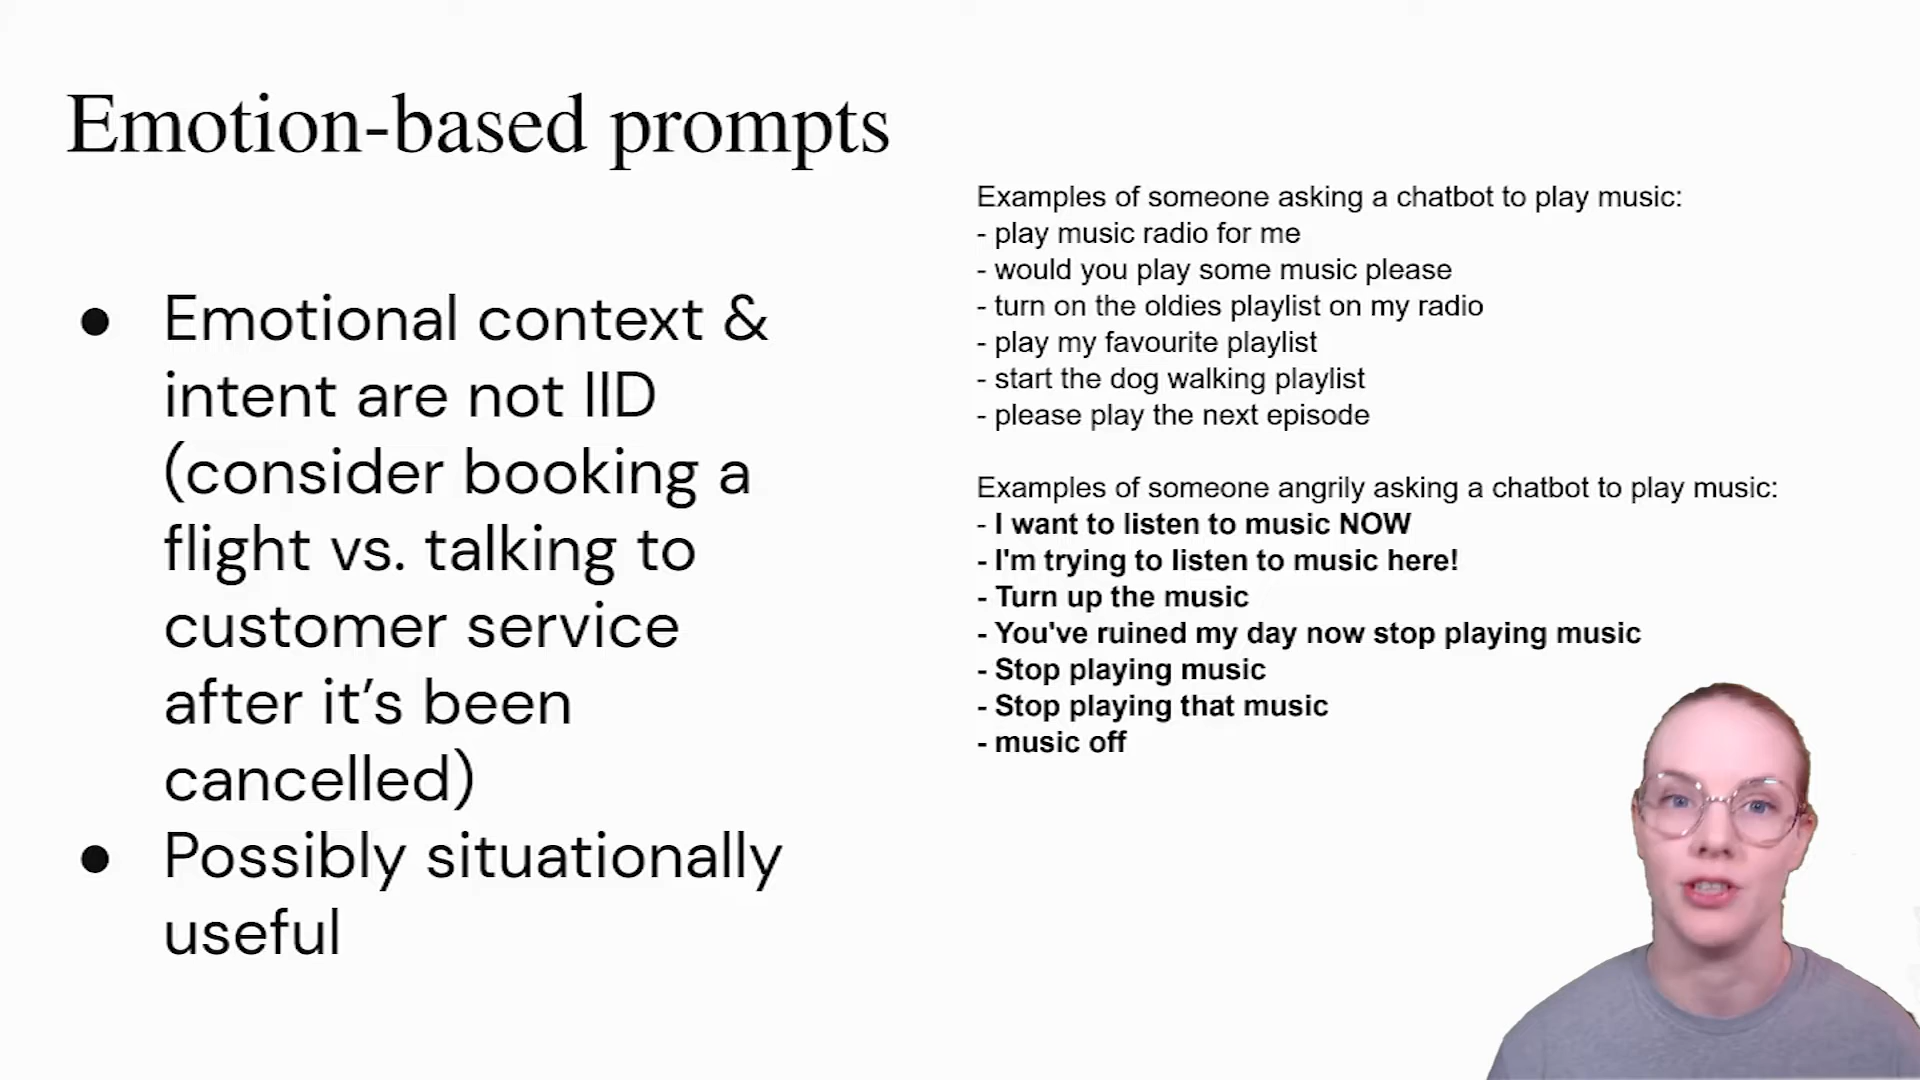 Emotion-based prompts
● Emotional context &
intent are not IID
(consider booking a
flight vs. talking to
customer service
after it’s been
cancelled)
● Possibly situationally
useful
Examples of someone asking a chatbot to play music:
- play music radio for me
- would you play some music please
- turn on the oldies playlist on my radio
- play my favourite playlist
- start the dog walking playlist
- please play the next episode
Examples of someone angrily asking a chatbot to play music:
- I want to listen to music NOW
- I'm trying to listen to music here!
- Turn up the music
- You've ruined my day now stop playing music
- Stop playing music
- Stop playing that music
- music off